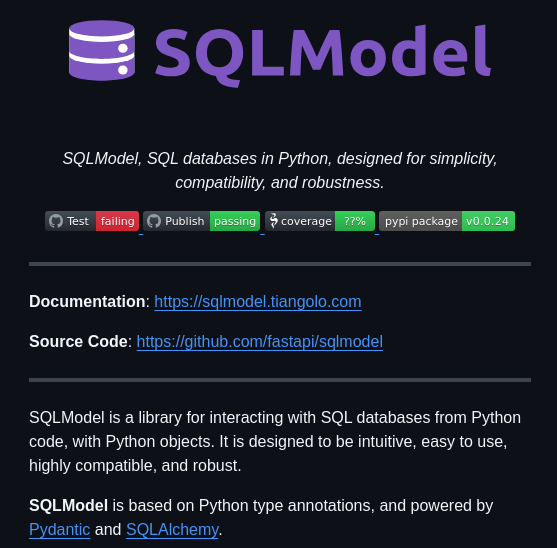 SQLModel
SQLModel, SQL databases in Python, designed for simplicity,
compatibility, and robustness.
Test failing Publish passing coverage ??% pypi package v0.0.24
Documentation: https://sqlmodel.tiangolo.com
Source Code: https://github.com/fastapi/sqlmodel
SQLModel is a library for interacting with SQL databases from Python
code, with Python objects. It is designed to be intuitive, easy to use,
highly compatible, and robust.
SQLModel is based on Python type annotations, and powered by
Pydantic and SQLAlchemy.